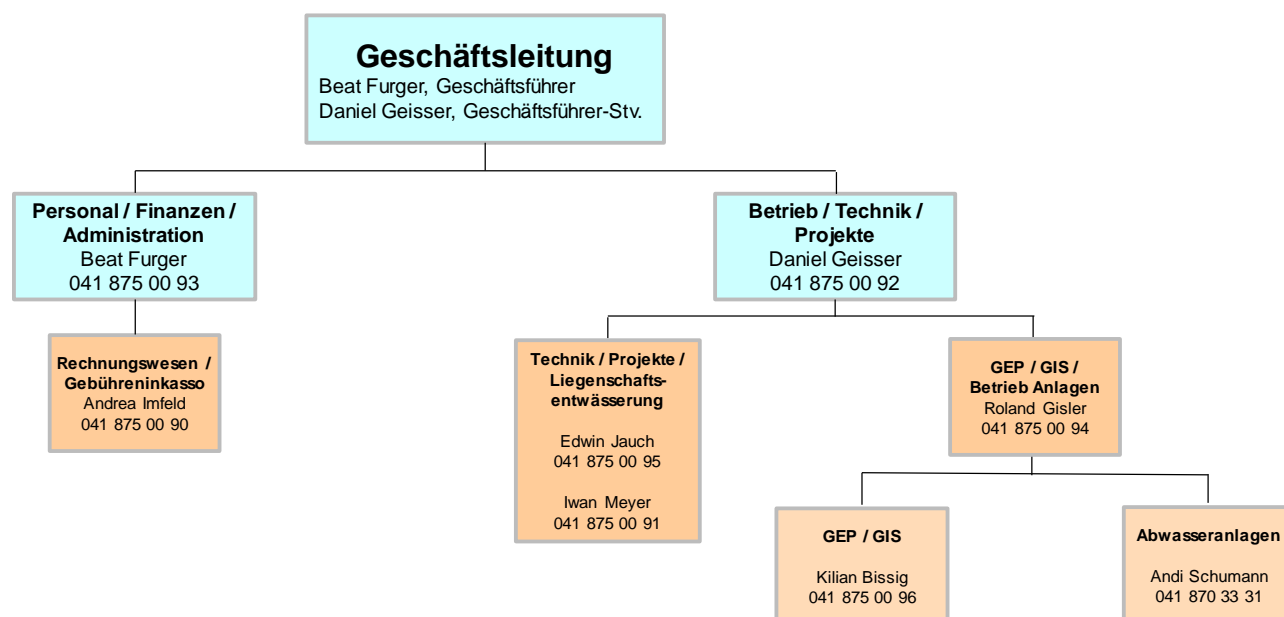 Geschäftsleitung
Beat Furger, Geschäftsführer
Daniel Geisser, Geschäftsführer-Stv.
Personal / Finanzen /
Administration
Beat Furger
041 875 00 93
Betrieb / Technik /
Projekte
Daniel Geisser
041 875 00 92
Rechnungswesen /
Gebühreninkasso
Andrea Imfeld
041 875 00 90
Technik / Projekte /
Liegenschafts-
entwässerung
Edwin Jauch
041 875 00 95
Iwan Meyer
041 875 00 91
GEP / GIS /
Betrieb Anlagen
Roland Gisler
041 875 00 94
GEP / GIS
Kilian Bissig
041 875 00 96
Abwasseranlagen
Andi Schumann
041 870 33 31